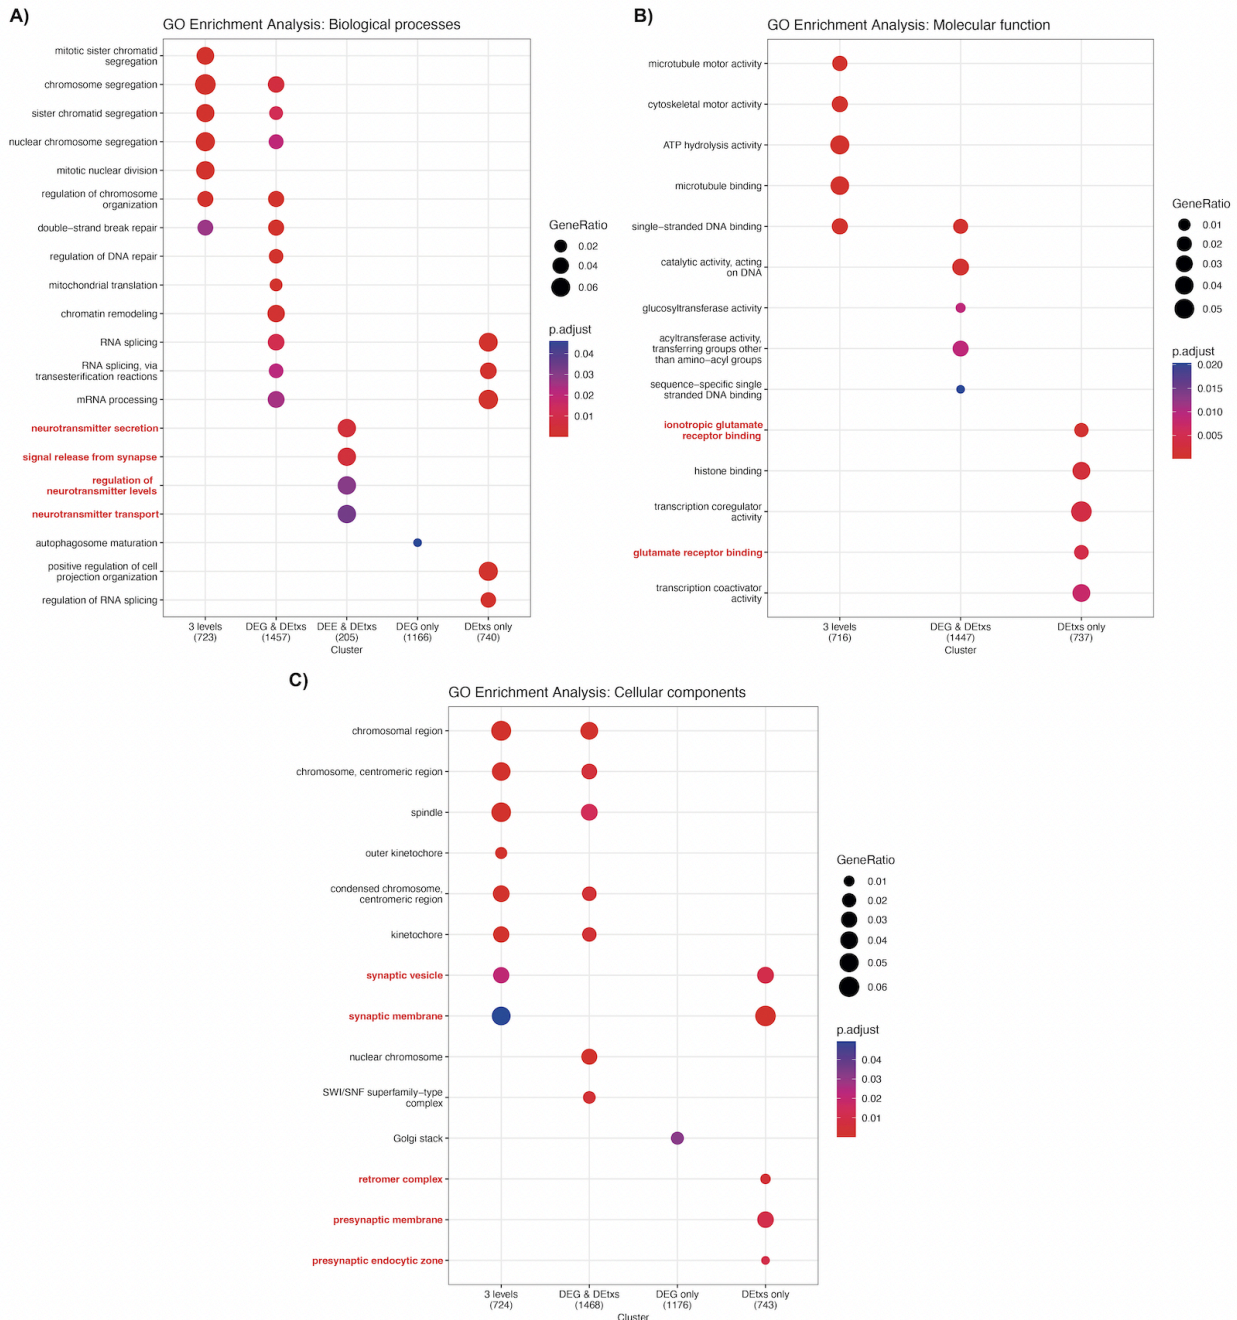 A)
GO Enrichment Analysis: Biological processes
mitotic sister chromatid
segregation
chromosome segregation
sister chromatid segregation
nuclear chromosome segregation
mitotic nuclear division
regulation of chromosome
organization
double−strand break repair
regulation of DNA repair
mitochondrial translation
chromatin remodeling
RNA splicing
RNA splicing, via
transesterification reactions
mRNA processing
neurotransmitter secretion
signal release from synapse
regulation of
neurotransmitter levels
neurotransmitter transport
autophagosome maturation
positive regulation of cell
projection organization
regulation of RNA splicing
3 levels
(723)
DEG & DEtxs
(1457)
DEE & DEtxs
(205)
DEG only
(1166)
DEtxs only
(740)
Cluster
GeneRatio
0.02
0.04
0.06
p.adjust
0.04
0.03
0.02
0.01
B)
GO Enrichment Analysis: Molecular function
microtubule motor activity
cytoskeletal motor activity
ATP hydrolysis activity
microtubule binding
single−stranded DNA binding
catalytic activity, acting
on DNA
glucosyltransferase activity
acyltransferase activity,
transferring groups other
than amino−acyl groups
sequence−specific single
stranded DNA binding
ionotropic glutamate
receptor binding
histone binding
transcription coregulator
activity
glutamate receptor binding
transcription coactivator
activity
3 levels
(716)
DEG & DEtxs
(1447)
DEtxs only
(737)
Cluster
GeneRatio
0.01
0.02
0.03
0.04
0.05
p.adjust
0.020
0.015
0.010
0.005
C)
GO Enrichment Analysis: Cellular components
chromosomal region
chromosome, centromeric region
spindle
outer kinetochore
condensed chromosome,
centromeric region
kinetochore
synaptic vesicle
synaptic membrane
nuclear chromosome
SWI/SNF superfamily−type
complex
Golgi stack
retromer complex
presynaptic membrane
presynaptic endocytic zone
3 levels
(724)
DEG & DEtxs
(1468)
DEG only
(1176)
DEtxs only
(743)
Cluster
GeneRatio
0.01
0.02
0.03
0.04
0.05
0.06
p.adjust
0.04
0.03
0.02
0.01